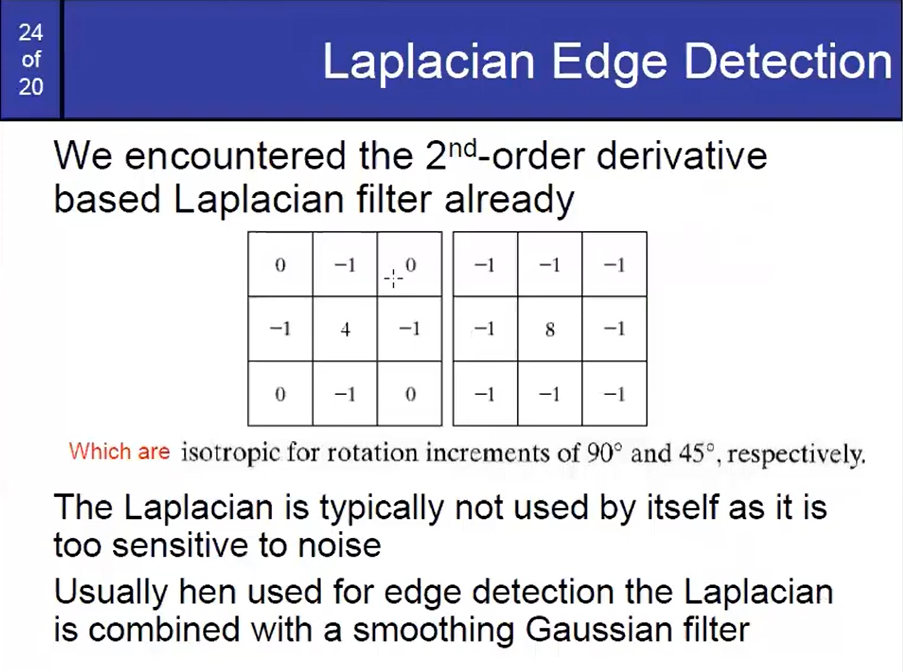 24
of
20
Laplacian Edge Detection
We encountered the 2nd-order derivative
based Laplacian filter already
0 −1 0 −1 −1 −1
−1 4 −1 −1 8 −1
0 −1 0 −1 −1 −1
Which are isotropic for rotation increments of 90° and 45°, respectively.
The Laplacian is typically not used by itself as it is
too sensitive to noise
Usually hen used for edge detection the Laplacian
is combined with a smoothing Gaussian filter